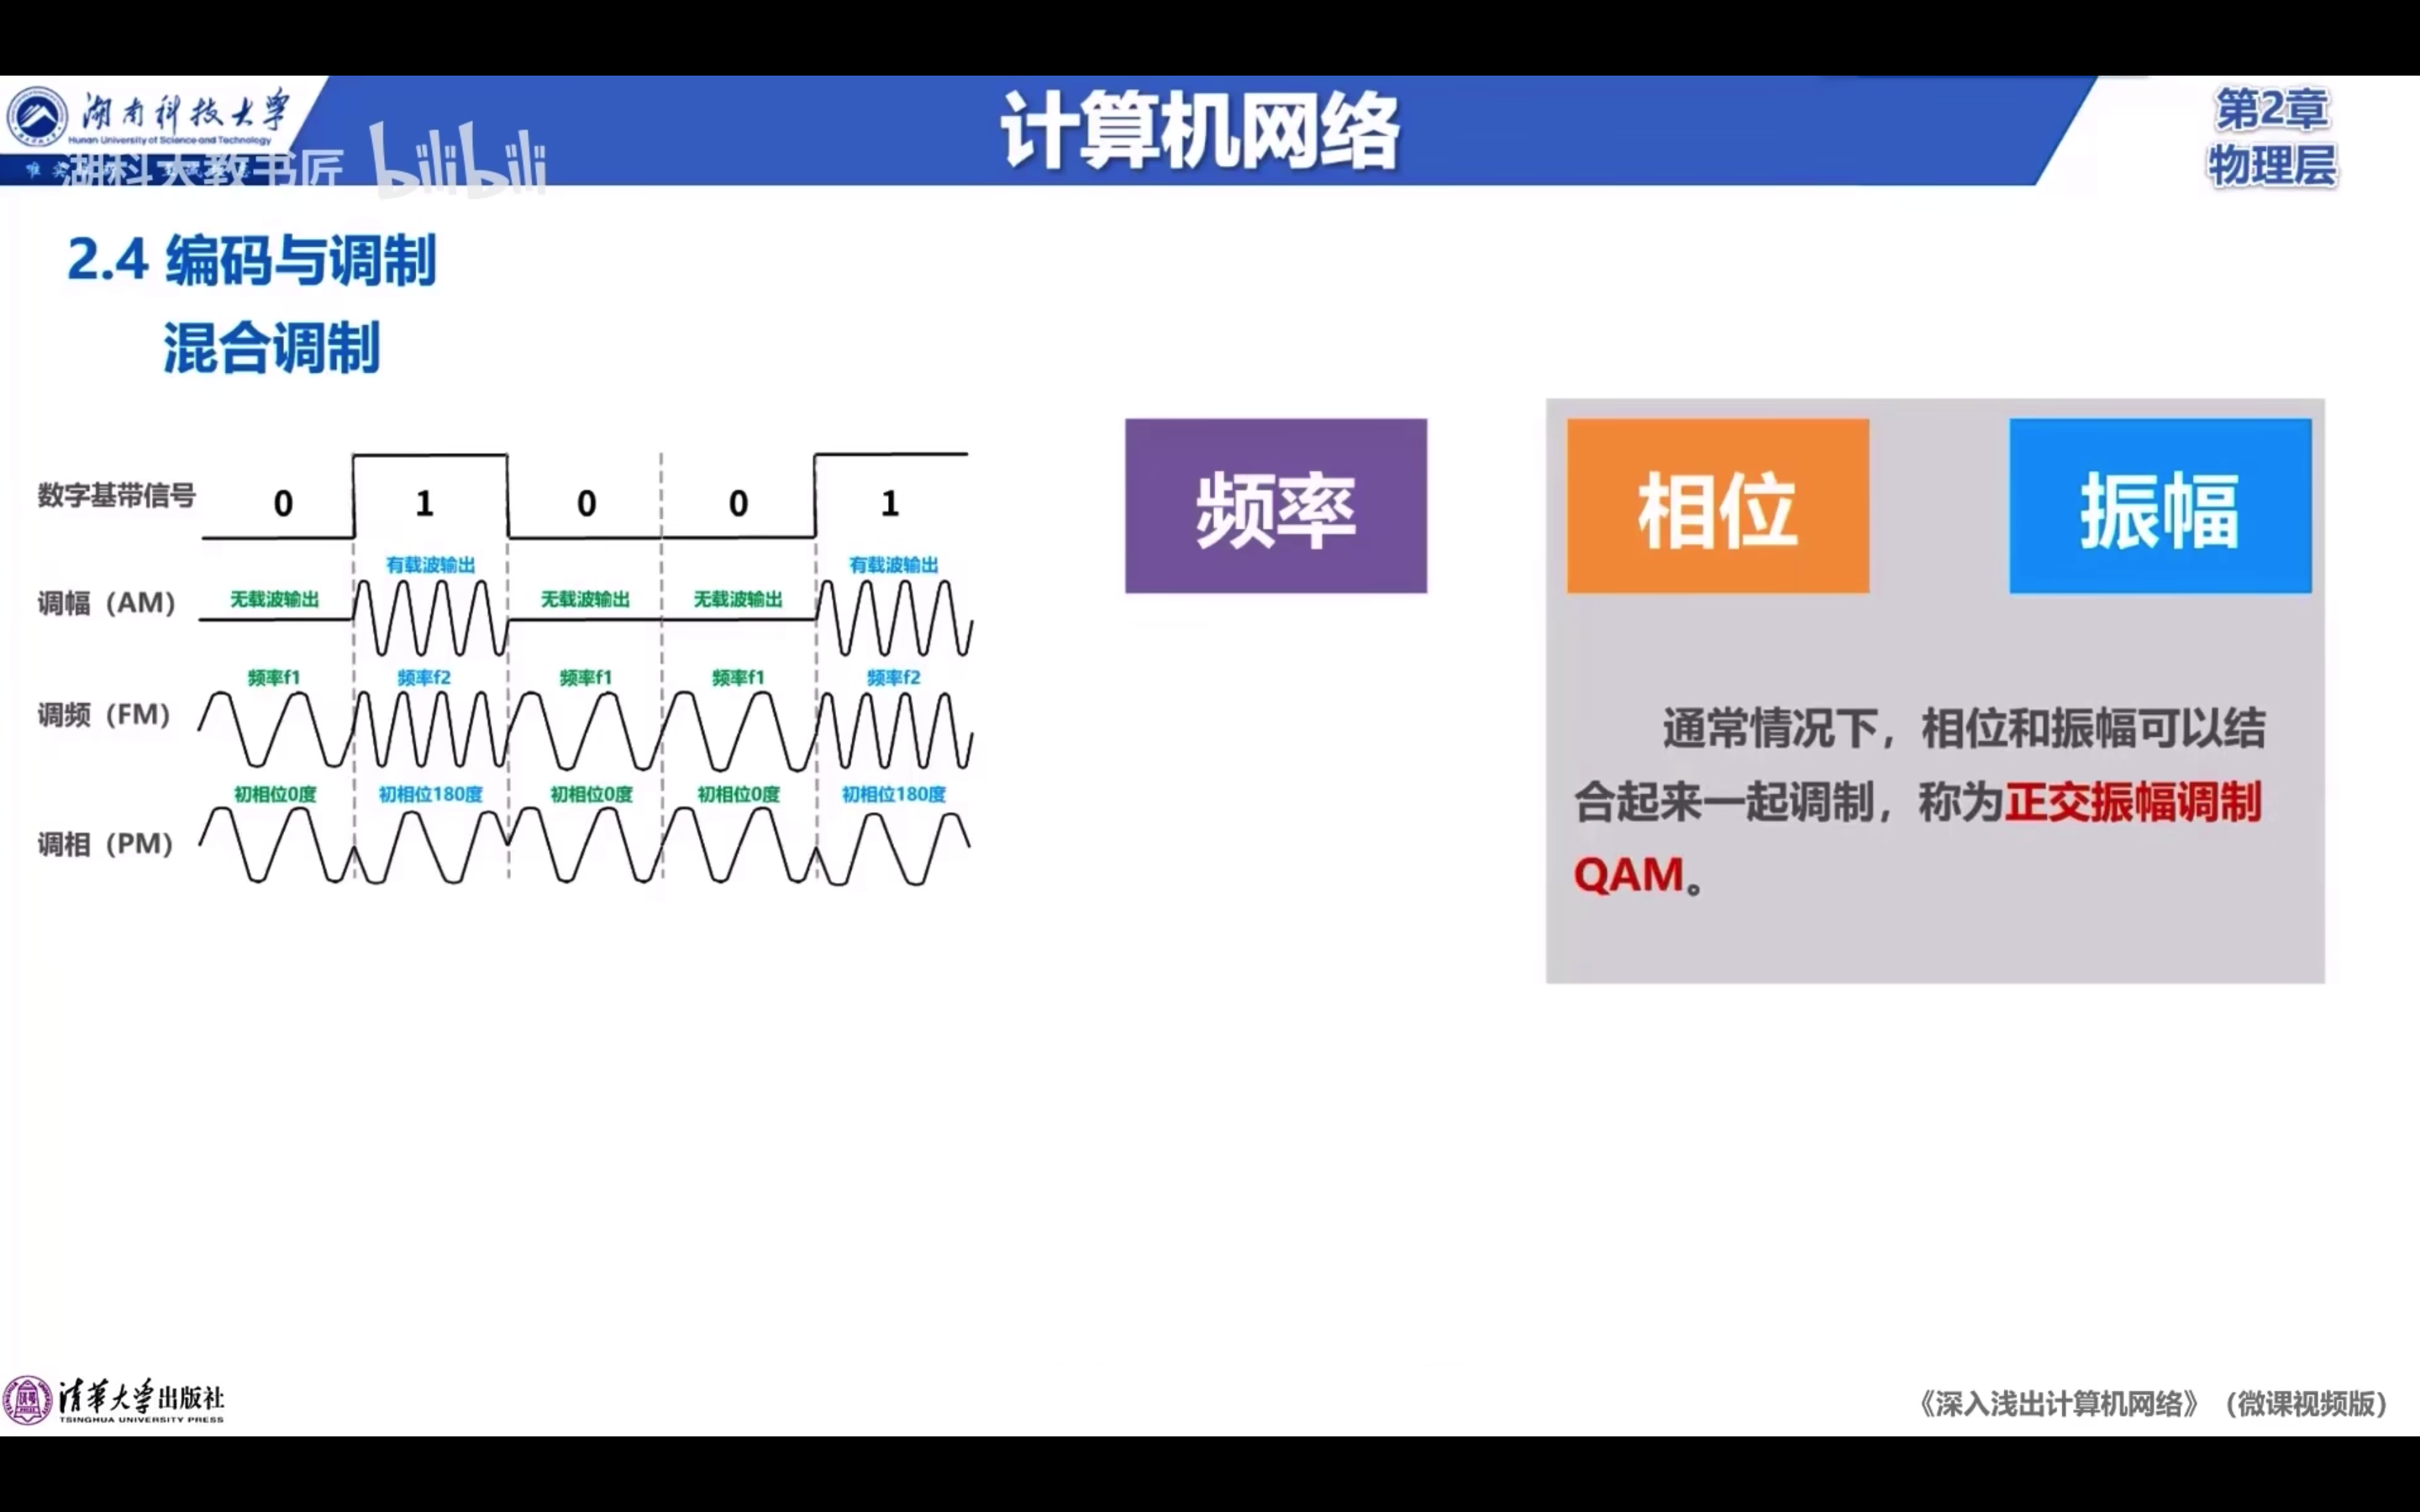 湖南科技大学
Hunan University of Science and Technology
湖科大教书匠 bilibili
计算机网络
第2章
物理层
2.4 编码与调制
混合调制
数字基带信号 0 1 0 0 1
调幅（AM） 无载波输出 有载波输出 无载波输出 无载波输出 有载波输出
调频（FM） 频率f1 频率f2 频率f1 频率f1 频率f2
调相（PM） 初相位0度 初相位180度 初相位0度 初相位0度 初相位180度
频率 相位 振幅
通常情况下，相位和振幅可以结
合起来一起调制，称为正交振幅调制
QAM。
清华大学出版社
TSINGHUA UNIVERSITY PRESS
《深入浅出计算机网络》（微课视频版）